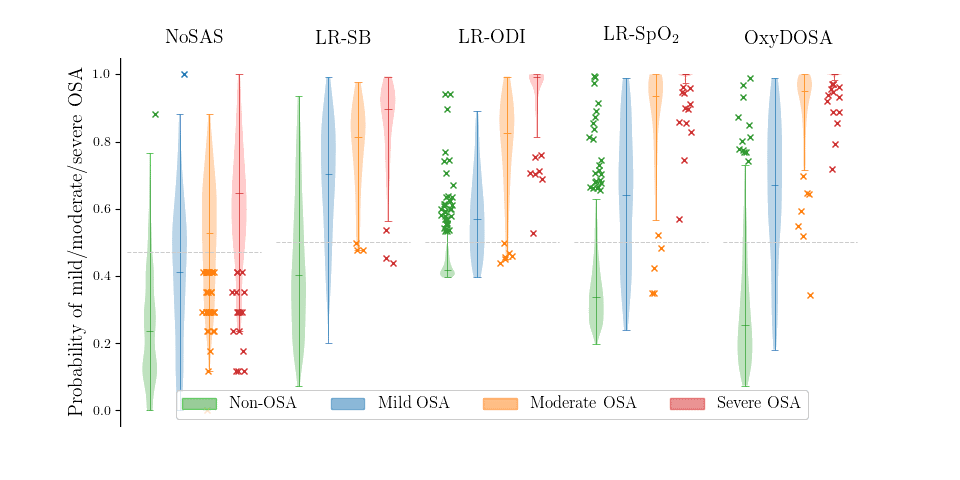 NoSAS LR-SB LR-ODI LR-SpO₂ OxyDOSA
Probability of mild/moderate/severe OSA
1.0
0.8
0.6
0.4
0.2
0.0
Non-OSA Mild OSA Moderate OSA Severe OSA